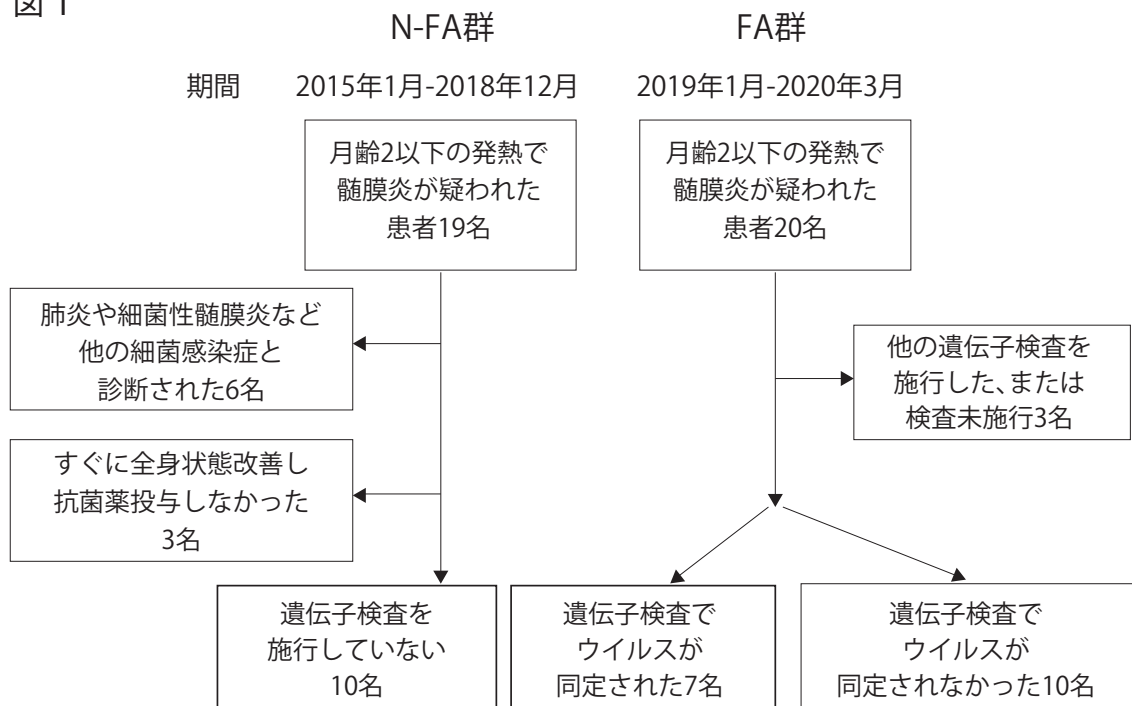 図1
N-FA群
FA群
期間
2015年1月-2018年12月
2019年1月-2020年3月
月齢2以下の発熱で
髄膜炎が疑われた
患者19名
月齢2以下の発熱で
髄膜炎が疑われた
患者20名
肺炎や細菌性髄膜炎など
他の細菌感染症と
診断された6名
他の遺伝子検査を
施行した、または
検査未施行3名
すぐに全身状態改善し
抗菌薬投与しなかった
3名
遺伝子検査を
施行していない
10名
遺伝子検査で
ウイルスが
同定された7名
遺伝子検査で
ウイルスが
同定されなかった10名